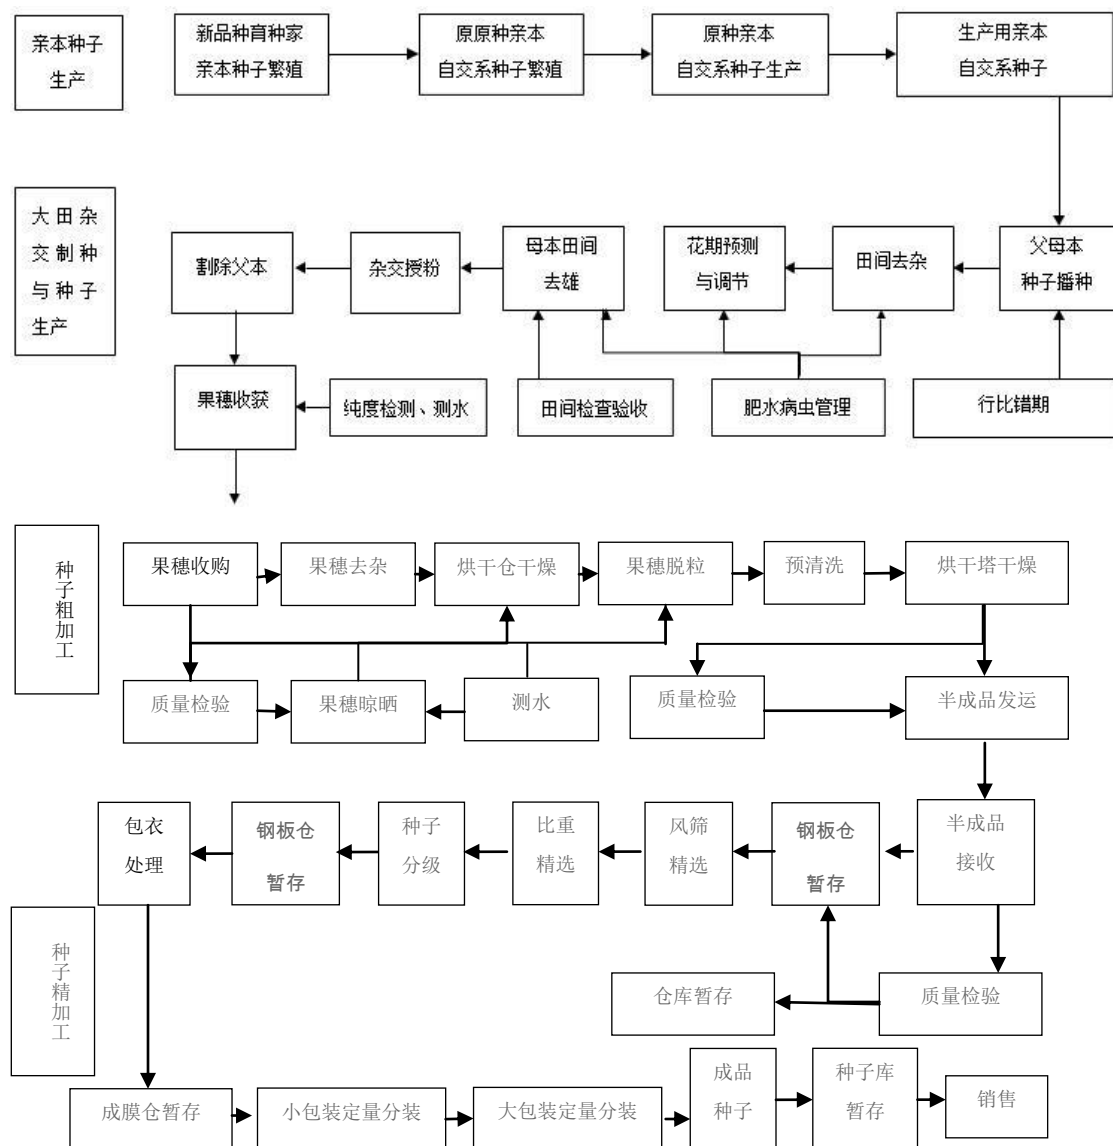 亲本种子
生产
新品种育种家
亲本种子繁殖
原原种亲本
自交系种子繁殖
原种亲本
自交系种子生产
生产用亲本
自交系种子
大田杂
交制种
与种子
生产
割除父本
杂交授粉
母本田间
去雄
花期预测
与调节
田间去杂
父母本
种子播种
果穗收获
纯度检测、测水
田间检查验收
肥水病虫管理
行比错期
种子粗加工
果穗收购
果穗去杂
烘干仓干燥
果穗脱粒
预清洗
烘干塔干燥
质量检验
果穗晾晒
测水
质量检验
半成品发运
包衣
处理
钢板仓
暂存
种子
分级
比重
精选
风筛
精选
钢板仓
暂存
半成品
接收
种子精加工
仓库暂存
质量检验
成膜仓暂存
小包装定量分装
大包装定量分装
成品
种子
种子库
暂存
销售